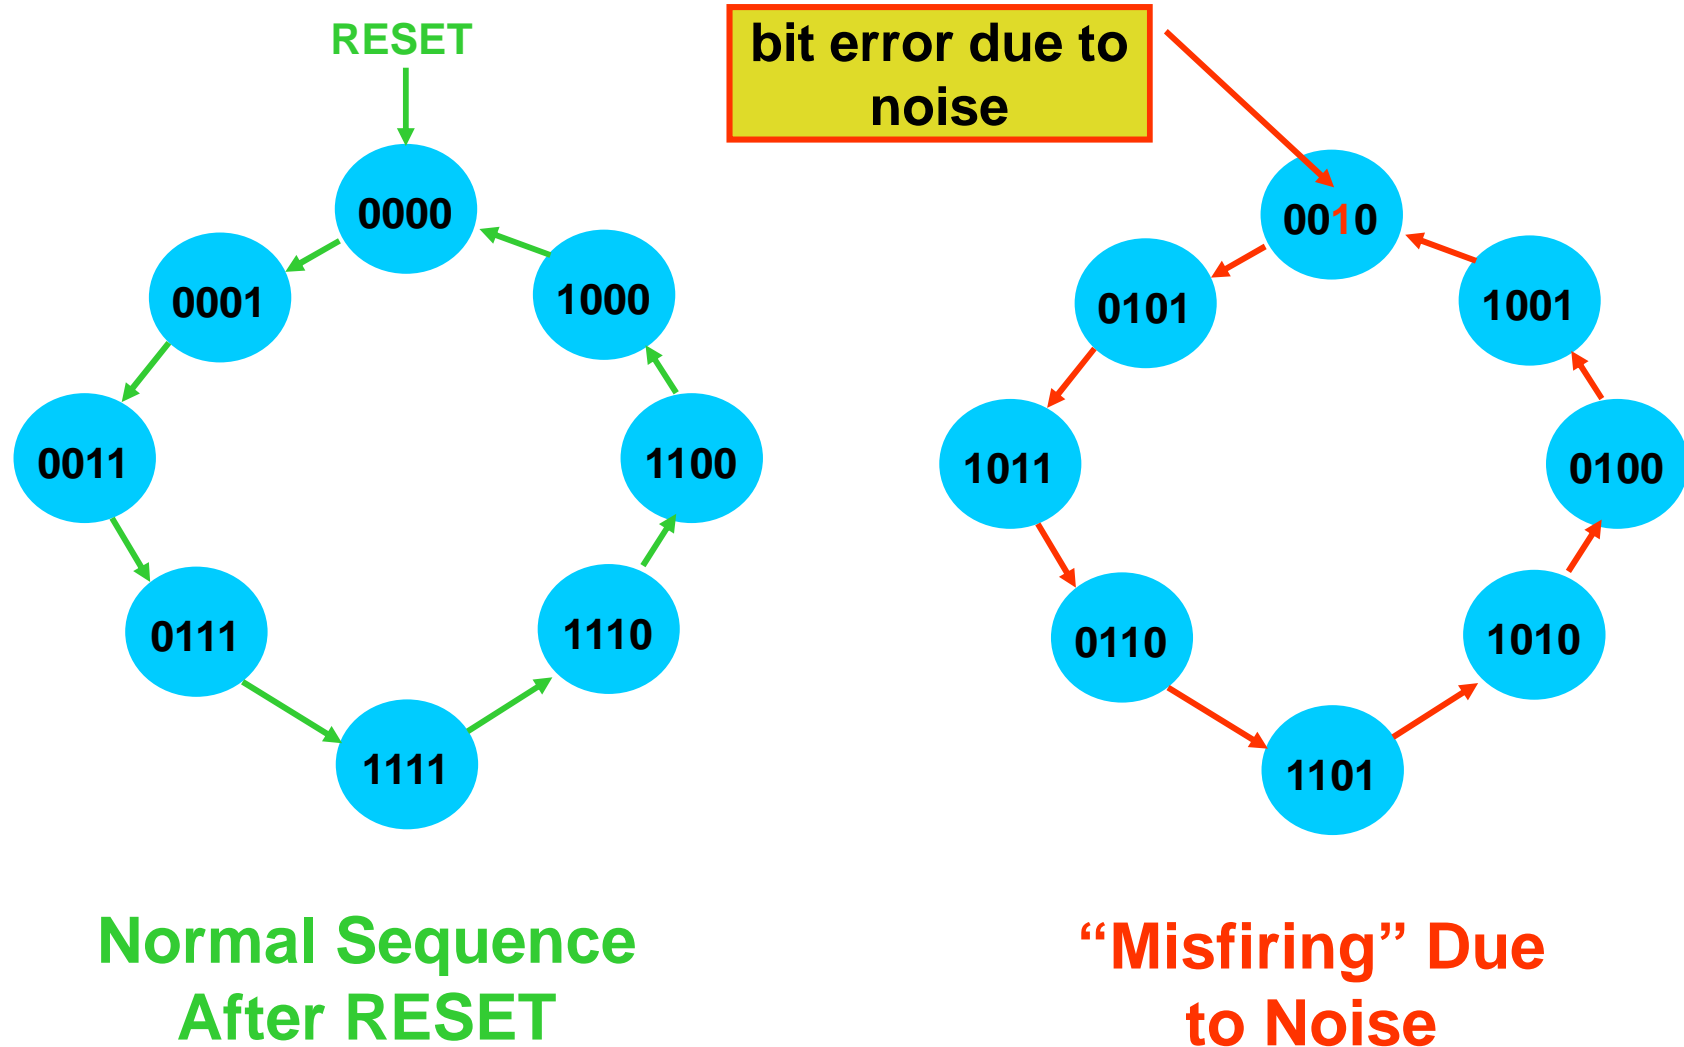 RESET
0000
0001
1000
0011
1100
0111
1110
1111
Normal Sequence
After RESET
bit error due to
noise
0010
0101
1001
1011
0100
0110
1010
1101
“Misfiring” Due
to Noise